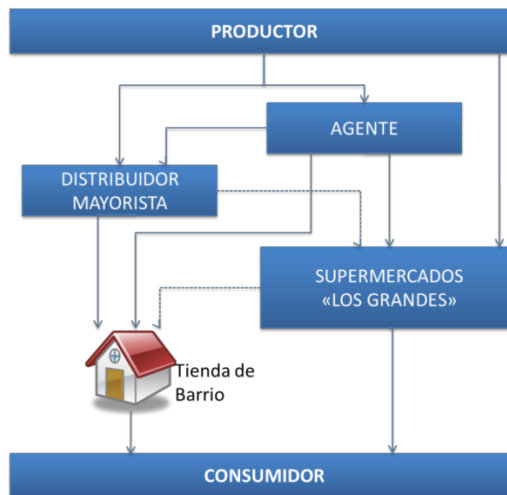 PRODUCTOR
AGENTE
DISTRIBUIDOR
MAYORISTA
SUPERMERCADOS
«LOS GRANDES»
Tienda de
Barrio
CONSUMIDOR